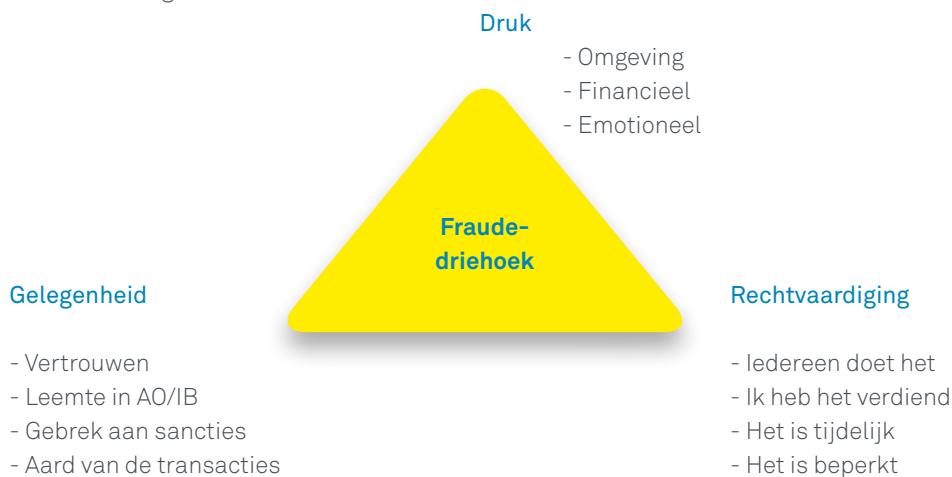 Druk
- Omgeving
- Financieel
- Emotioneel
Fraude-
driehoek
Gelegenheid
- Vertrouwen
- Leemte in AO/IB
- Gebrek aan sancties
- Aard van de transacties
Rechtvaardiging
- Iedereen doet het
- Ik heb het verdiend
- Het is tijdelijk
- Het is beperkt